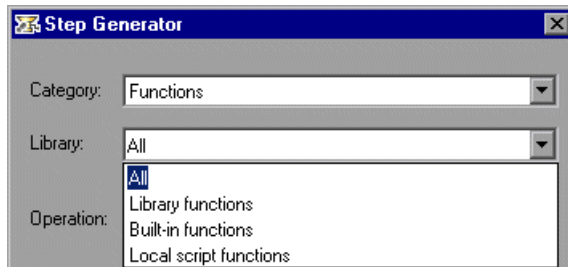 Step Generator
Category: Functions
Library: All
All
Library functions
Operation: Built-in functions
Local script functions